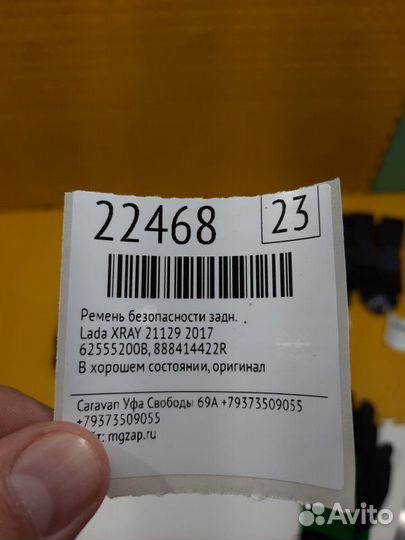 22468 23
Ремень безопасности задн.
Lada XRAY 21129 2017
62555200B, 888414422R
В хорошем состоянии, оригинал
Caravan Уфа Свободы 69А +79373509055
+79373509055
mgzap.ru
Avito